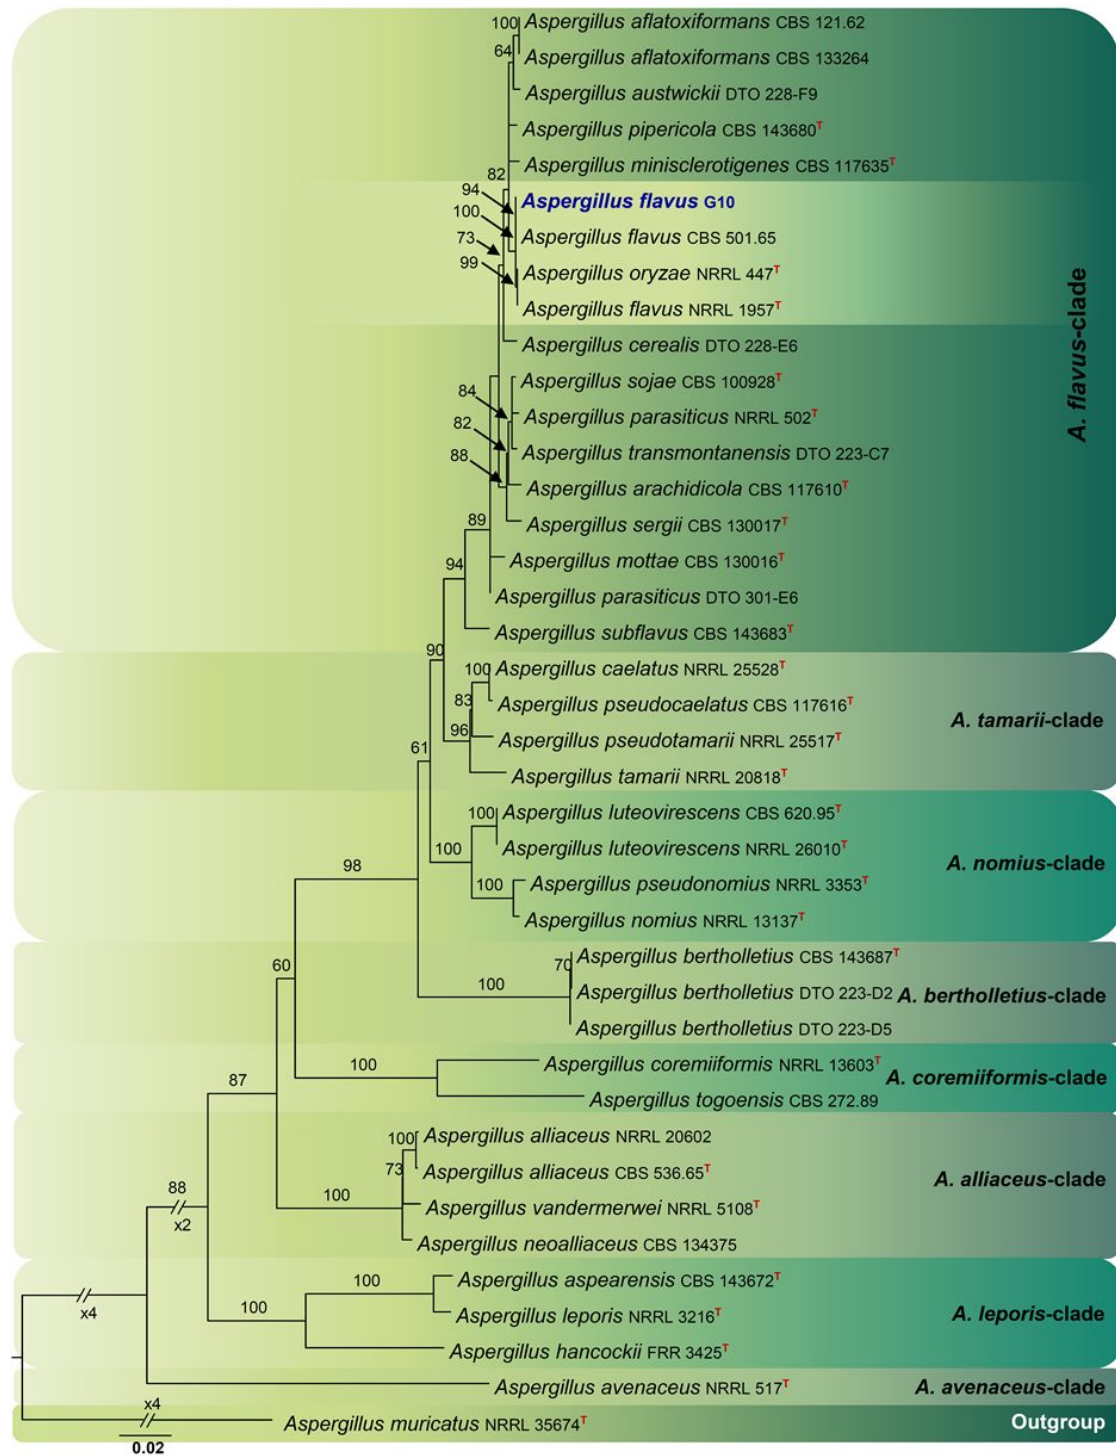 100
Aspergillus aflatoxiformans CBS 121.62
64
Aspergillus aflatoxiformans CBS 133264
Aspergillus austwickii DTO 228-F9
Aspergillus pipericola CBS 143680T
Aspergillus minisclerotigenes CBS 117635T
82
94
Aspergillus flavus G10
100
73
Aspergillus flavus CBS 501.65
99
Aspergillus oryzae NRRL 447T
Aspergillus flavus NRRL 1957T
A. flavus-clade
Aspergillus cerealis DTO 228-E6
Aspergillus sojae CBS 100928T
84
Aspergillus parasiticus NRRL 502T
82
Aspergillus transmontanensis DTO 223-C7
88
Aspergillus arachidicola CBS 117610T
89
Aspergillus sergii CBS 130017T
94
Aspergillus mottae CBS 130016T
Aspergillus parasiticus DTO 301-E6
Aspergillus subflavus CBS 143683T
90
100
Aspergillus caelatus NRRL 25528T
83
Aspergillus pseudocaelatus CBS 117616T
A. tamarii-clade
96
Aspergillus pseudotamarii NRRL 25517T
61
Aspergillus tamarii NRRL 20818T
100
Aspergillus luteovirescens CBS 620.95T
100
Aspergillus luteovirescens NRRL 26010T
A. nomius-clade
98
100
Aspergillus pseudonomius NRRL 3353T
Aspergillus nomius NRRL 13137T
60
70
Aspergillus bertholletius CBS 143687T
100
Aspergillus bertholletius DTO 223-D2
A. bertholletius-clade
Aspergillus bertholletius DTO 223-D5
100
Aspergillus coremiiformis NRRL 13603T
A. coremiiformis-clade
87
Aspergillus togoensis CBS 272.89
100
Aspergillus alliaceus NRRL 20602
73
Aspergillus alliaceus CBS 536.65T
A. alliaceus-clade
88
x2
100
Aspergillus vandermerwei NRRL 5108T
Aspergillus neoalliaceus CBS 134375
100
Aspergillus aspearensis CBS 143672T
x4
100
Aspergillus leporis NRRL 3216T
A. leporis-clade
Aspergillus hancockii FRR 3425T
Aspergillus avenaceus NRRL 517T
A. avenaceus-clade
x4
Aspergillus muricatus NRRL 35674T
Outgroup
0.02